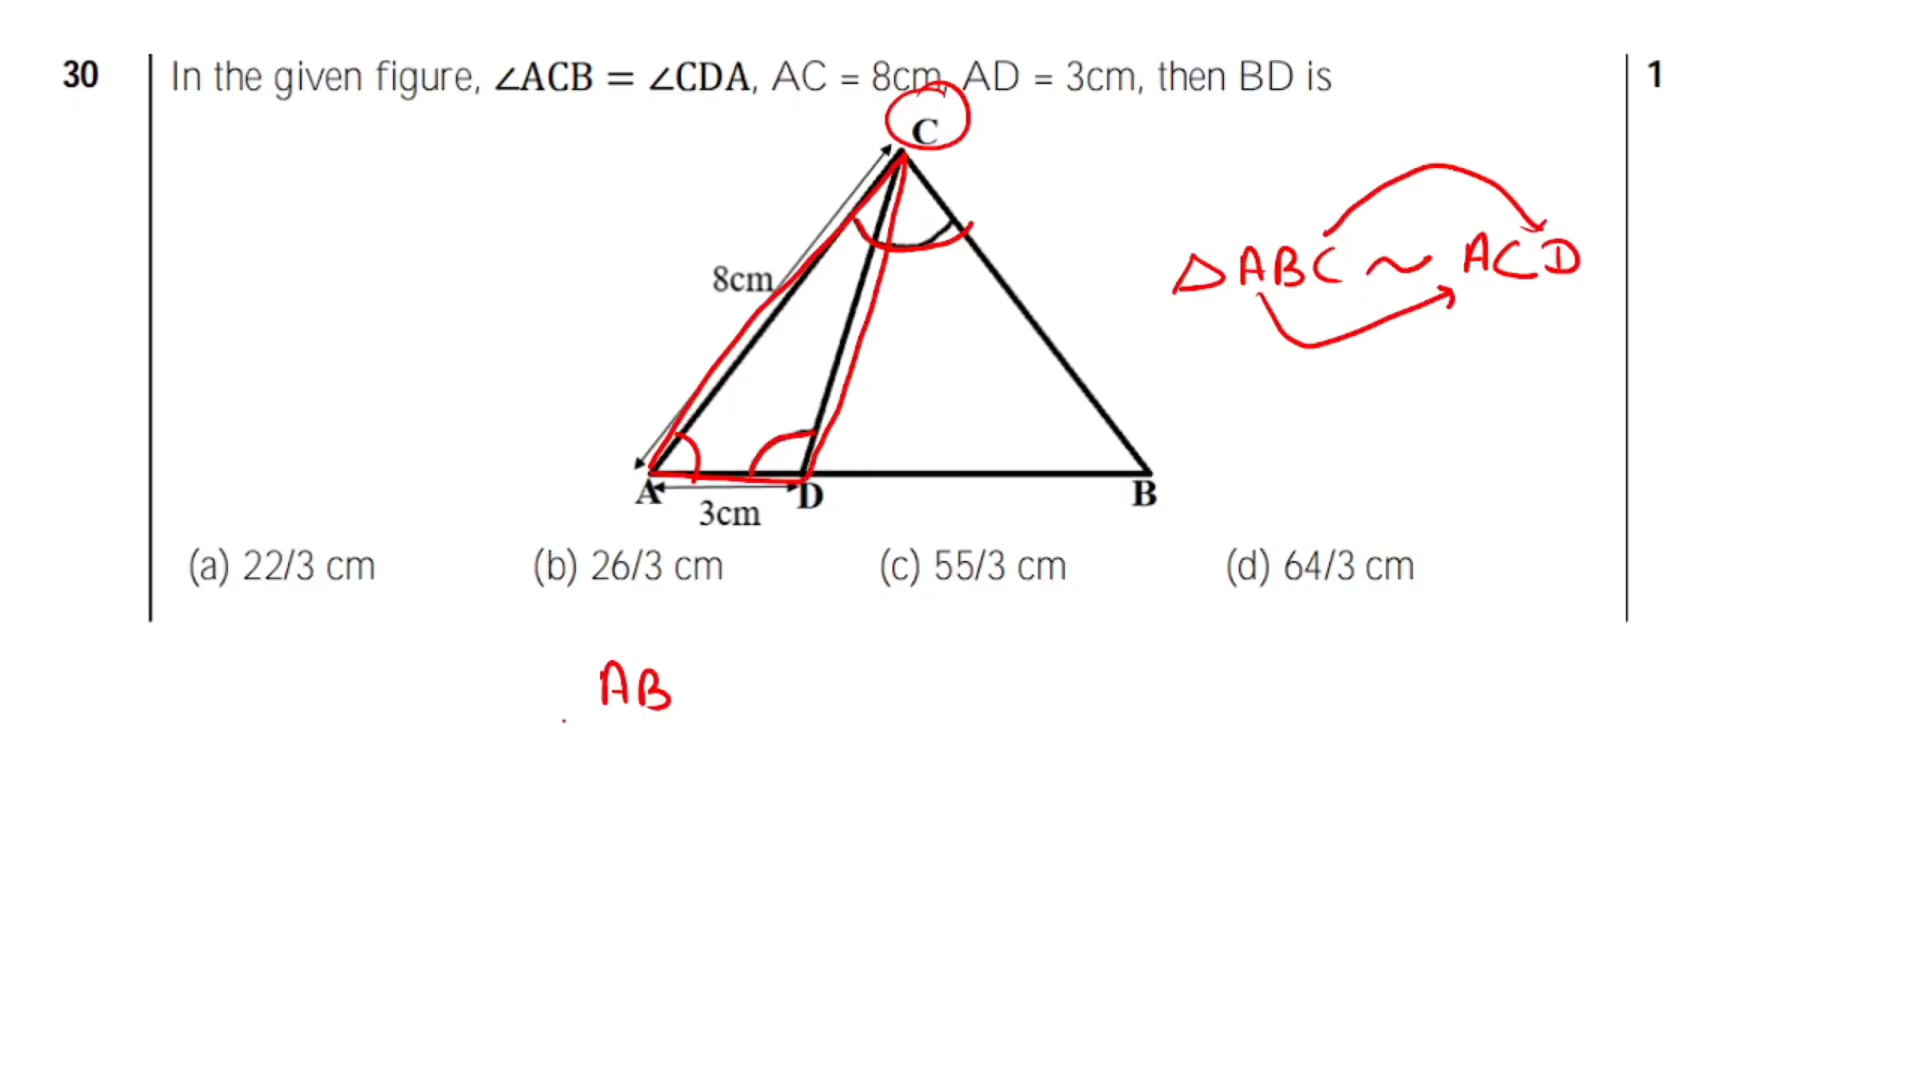 30 In the given figure, ∠ACB = ∠CDA, AC = 8cm, AD = 3cm, then BD is 1
C
8cm
△ABC ~ ACD
A D B
3cm
(a) 22/3 cm (b) 26/3 cm (c) 55/3 cm (d) 64/3 cm
AB